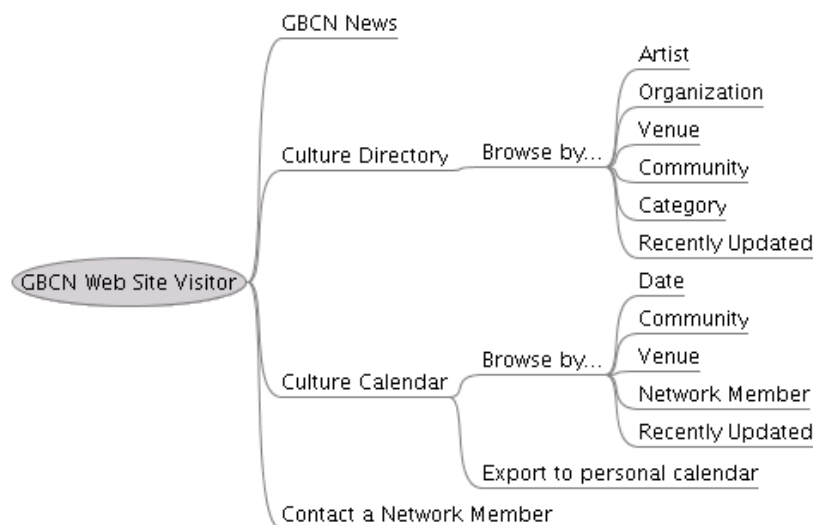 GBCN Web Site Visitor
GBCN News
Culture Directory
Browse by...
Artist
Organization
Venue
Community
Category
Recently Updated
Culture Calendar
Browse by...
Date
Community
Venue
Network Member
Recently Updated
Export to personal calendar
Contact a Network Member